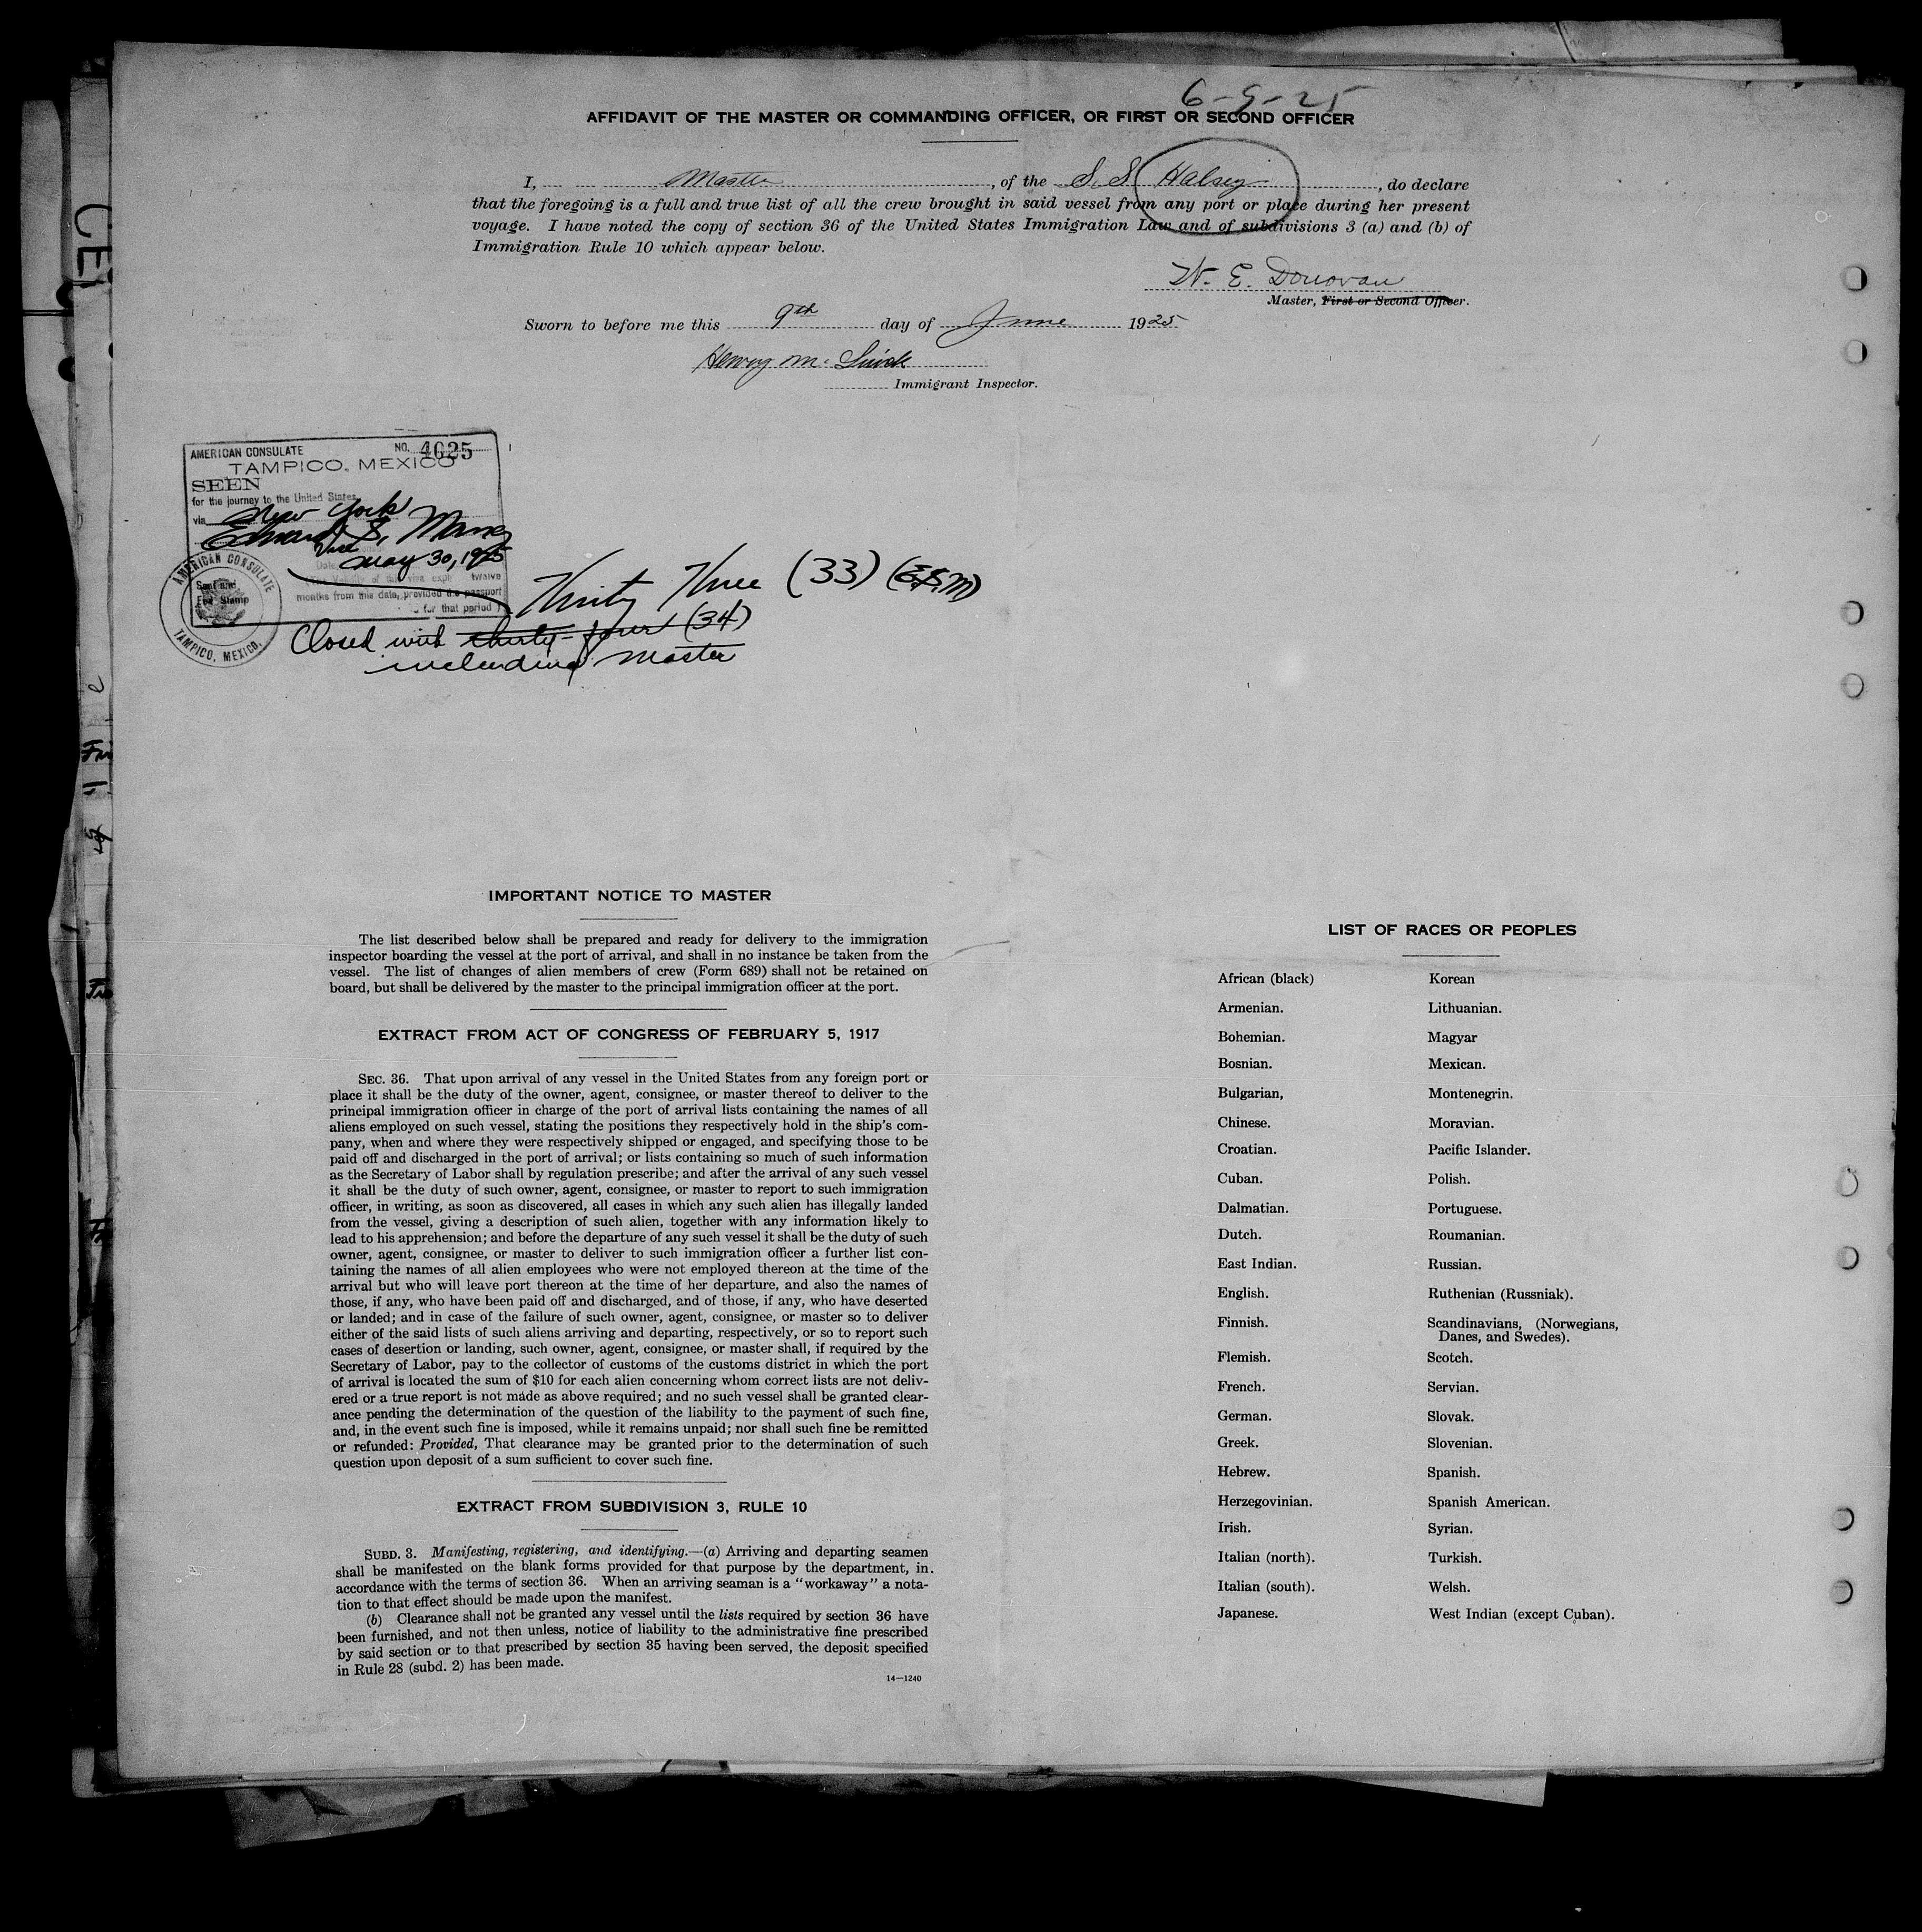 6-9-25
AFFIDAVIT OF THE MASTER OR COMMANDING OFFICER, OR FIRST OR SECOND OFFICER
I, Master, of the S.S. Halsey, do declare
that the foregoing is a full and true list of all the crew brought in said vessel from any port or place during her present
voyage. I have noted the copy of section 36 of the United States Immigration Law and of subdivisions 3 (a) and (b) of
Immigration Rule 10 which appear below.
W. E. Donovan
Master, First or Second Officer.
Sworn to before me this 9th day of June 1925
Immigrant Inspector.
AMERICAN CONSULATE NO. 4625
TAMPICO, MEXICO
SEEN
for the journey to the United States
via New York
Edward S.
Vice
May 30, 1925
twelve
months from this date, provided the passport
for that period)
AMERICAN CONSULATE
TAMPICO, MEXICO.
Thirty Three (33) (E.S.M)
Closed with thirty-four (34)
including Master
IMPORTANT NOTICE TO MASTER
The list described below shall be prepared and ready for delivery to the immigration
inspector boarding the vessel at the port of arrival, and shall in no instance be taken from the
vessel. The list of changes of alien members of crew (Form 689) shall not be retained on
board, but shall be delivered by the master to the principal immigration officer at the port.
EXTRACT FROM ACT OF CONGRESS OF FEBRUARY 5, 1917
SEC. 36. That upon arrival of any vessel in the United States from any foreign port or
place it shall be the duty of the owner, agent, consignee, or master thereof to deliver to the
principal immigration officer in charge of the port of arrival lists containing the names of all
aliens employed on such vessel, stating the positions they respectively hold in the ship's com-
pany, when and where they were respectively shipped or engaged, and specifying those to be
paid off and discharged in the port of arrival; or lists containing so much of such information
as the Secretary of Labor shall by regulation prescribe; and after the arrival of any such vessel
it shall be the duty of such owner, agent, consignee, or master to report to such immigration
officer, in writing, as soon as discovered, all cases in which any such alien has illegally landed
from the vessel, giving a description of such alien, together with any information likely to
lead to his apprehension; and before the departure of any such vessel it shall be the duty of such
owner, agent, consignee, or master to deliver to such immigration officer a further list con-
taining the names of all alien employees who were not employed thereon at the time of the
arrival but who will leave port thereon at the time of her departure, and also the names of
those, if any, who have been paid off and discharged, and of those, if any, who have deserted
or landed; and in case of the failure of such owner, agent, consignee, or master so to deliver
either of the said lists of such aliens arriving and departing, respectively, or so to report such
cases of desertion or landing, such owner, agent, consignee, or master shall, if required by the
Secretary of Labor, pay to the collector of customs of the customs district in which the port
of arrival is located the sum of $10 for each alien concerning whom correct lists are not deliv-
ered or a true report is not made as above required; and no such vessel shall be granted clear-
ance pending the determination of the question of the liability to the payment of such fine,
and, in the event such fine is imposed, while it remains unpaid; nor shall such fine be remitted
or refunded: Provided, That clearance may be granted prior to the determination of such
question upon deposit of a sum sufficient to cover such fine.
EXTRACT FROM SUBDIVISION 3, RULE 10
SUBD. 3. Manifesting, registering, and identifying.—(a) Arriving and departing seamen
shall be manifested on the blank forms provided for that purpose by the department, in
accordance with the terms of section 36. When an arriving seaman is a "workaway" a nota-
tion to that effect should be made upon the manifest.
(b) Clearance shall not be granted any vessel until the lists required by section 36 have
been furnished, and not then unless, notice of liability to the administrative fine prescribed
by said section or to that prescribed by section 35 having been served, the deposit specified
in Rule 28 (subd. 2) has been made.
14—1240
LIST OF RACES OR PEOPLES
African (black) Korean
Armenian. Lithuanian.
Bohemian. Magyar
Bosnian. Mexican.
Bulgarian, Montenegrin.
Chinese. Moravian.
Croatian. Pacific Islander.
Cuban. Polish.
Dalmatian. Portuguese.
Dutch. Roumanian.
East Indian. Russian.
English. Ruthenian (Russniak).
Finnish. Scandinavians, (Norwegians,
Danes, and Swedes).
Flemish. Scotch.
French. Servian.
German. Slovak.
Greek. Slovenian.
Hebrew. Spanish.
Herzegovinian. Spanish American.
Irish. Syrian.
Italian (north). Turkish.
Italian (south). Welsh.
Japanese. West Indian (except Cuban).